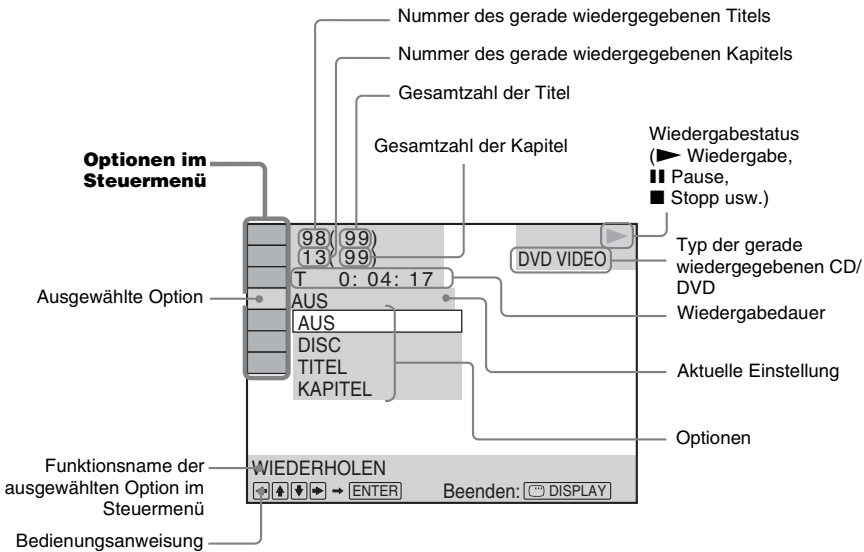 Nummer des gerade wiedergegebenen Titels
Nummer des gerade wiedergegebenen Kapitels
Gesamtzahl der Titel
Gesamtzahl der Kapitel
Wiedergabestatus
(► Wiedergabe,
❚❚ Pause,
■ Stopp usw.)
Optionen im
Steuermenü
98(99)
13(99)
T 0: 04: 17
DVD VIDEO
Typ der gerade
wiedergegebenen CD/
DVD
Wiedergabedauer
Ausgewählte Option
AUS
AUS
DISC
TITEL
KAPITEL
Aktuelle Einstellung
Optionen
Funktionsname der
ausgewählten Option im
Steuermenü
WIEDERHOLEN
Bedienungsanweisung
←↑↓→ → ENTER Beenden: DISPLAY